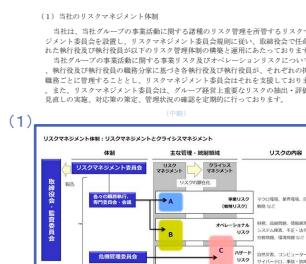 （1）当社のリスクマネジメント体制
当社は、当社グループの事業活動に関する諸種のリスクを管理を所管するリスクマネ
ジメント委員会を設置し、リスクマネジメント委員会規則に従い、取締役会で任命
れた執行役及び執行役員が以下のリスク管理体制の構築と運用にあたっております
当社グループの事業活動に関する事業リスク及びオペレーションリスクについ
、執行役及び執行役員の職務分掌に基づき各執行役及び執行役員が、それぞれの担
職務ごとに管理することとし、リスクマネジメント委員会はそれを支援しております
。また、リスクマネジメント委員会は、グループ経営上重要なリスクの抽出・評価
見直しの実施、対応策の策定、管理状況の確認を定期的に行っております。
（中略）
(1)
リスクマネジメント体制：リスクマネジメントとクライシスマネジメント
体制
主な管理・統制領域
リスクの内容
リスクマネジメント委員会
リスク
マネジメント
クライシス
マネジメント
報告
リスクの顕在化
取締役会・監査委員会
各々の職務執行、
専門委員会・会議
A
事業リスク
B
オペレーショナル
リスク
危機管理委員会
C
ハザード
リスク